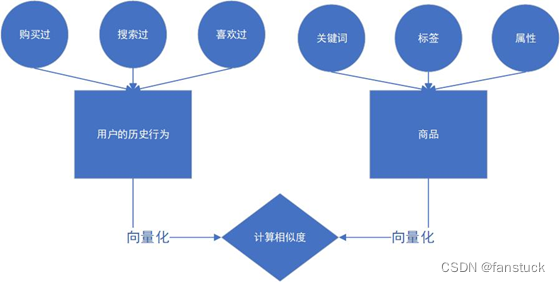 购买过
搜索过
喜欢过
关键词
标签
属性
用户的历史行为
商品
向量化
计算相似度
向量化
CSDN @fanstuck